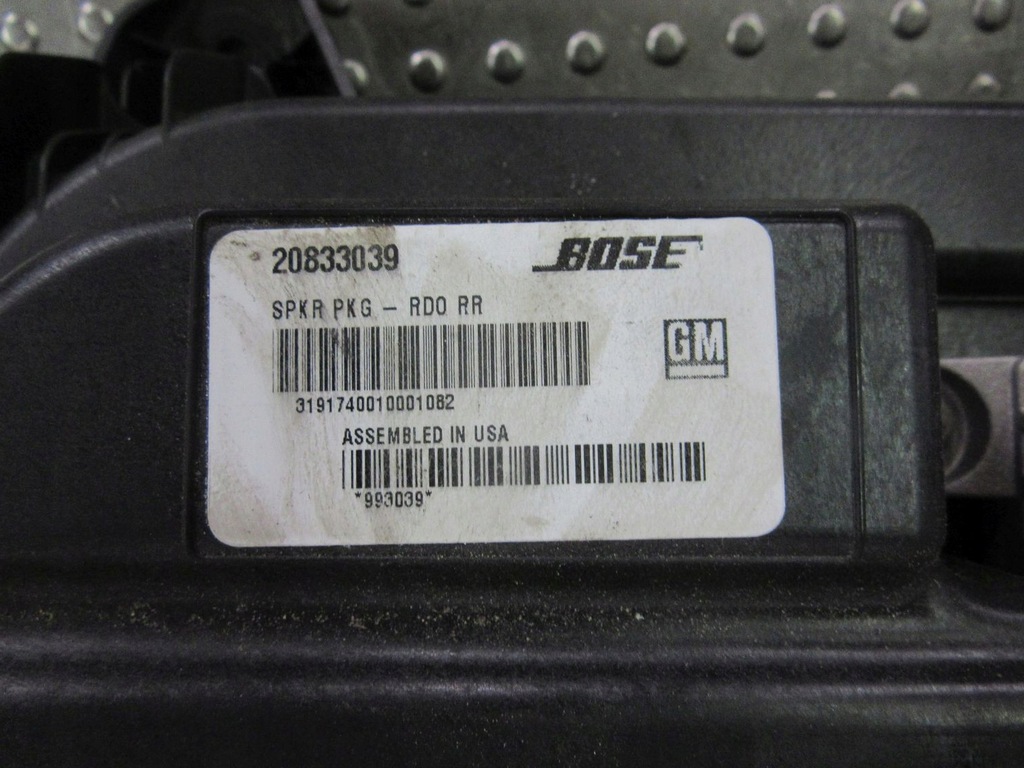 20833039 BOSE
SPKR PKG – RDO RR
GM
3191740010001082
ASSEMBLED IN USA
*993039*